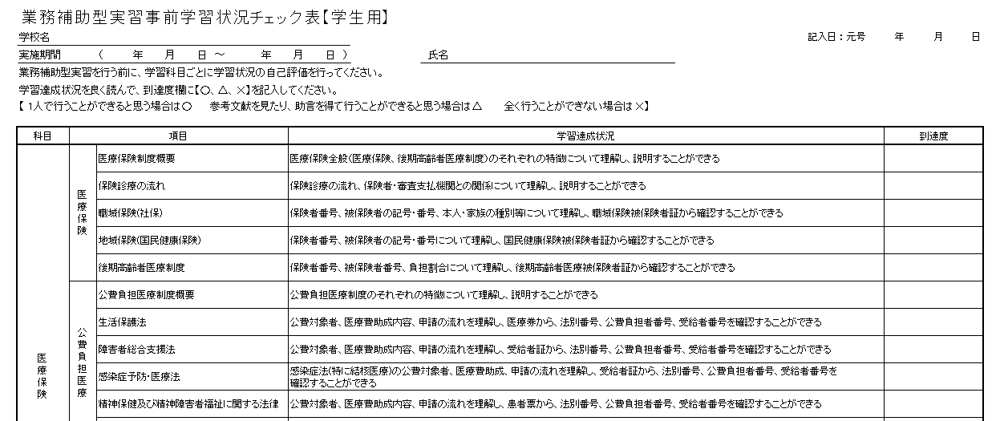 業務補助型実習事前学習状況チェック表【学生用】
学校名
記入日：元号　　年　　月　　日
実施期間　（　　年　　月　　日　～　　年　　月　　日　）
氏名
業務補助型実習を行う前に、学習科目ごとに学習状況の自己評価を行ってください。
学習達成状況を良く読んで、到達度欄に【〇、△、×】を記入してください。
【 1人で行うことができると思う場合は〇　参考文献を見たり、助言を得て行うことができると思う場合は△　全く行うことができない場合は×】
科目　項目　学習達成状況　到達度
医療保険
医療保険
医療保険制度概要　医療保険全般（医療保険、後期高齢者医療制度）のそれぞれの特徴について理解し、説明することができる
保険診療の流れ　保険診療の流れ、保険者・審査支払機関との関係について理解し、説明することができる
職域保険（社保）　保険者番号、被保険者の記号・番号、本人・家族の種別等について理解し、職域保険被保険者証から確認することができる
地域保険（国民健康保険）　保険者番号、被保険者の記号・番号について理解し、国民健康保険被保険者証から確認することができる
後期高齢者医療制度　保険者番号、被保険者番号、負担割合について理解し、後期高齢者医療被保険者証から確認することができる
公費負担医療
公費負担医療制度概要　公費負担医療制度のそれぞれの特徴について理解し、説明することができる
生活保護法　公費対象者、医療費助成内容、申請の流れを理解し、医療券から、法別番号、公費負担者番号、受給者番号を確認することができる
障害者総合支援法　公費対象者、医療費助成内容、申請の流れを理解し、受給者証から、法別番号、公費負担者番号、受給者番号を確認することができる
感染症予防・医療法　感染症法（特に結核医療）の公費対象者、医療費助成、申請の流れを理解し、受給者証から、法別番号、公費負担者番号、受給者番号を
確認することができる
精神保健及び精神障害者福祉に関する法律　公費対象者、医療費助成内容、申請の流れを理解し、患者票から、法別番号、公費負担者番号、受給者番号を確認することができる